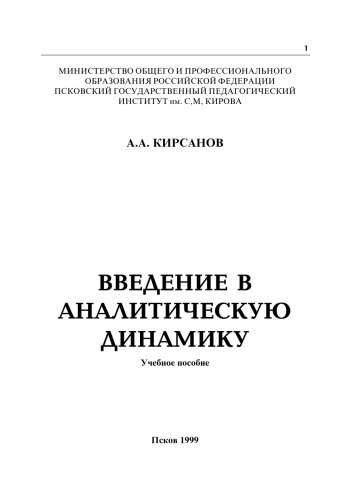 1
МИНИСТЕРСТВО ОБЩЕГО И ПРОФЕССИОНАЛЬНОГО
ОБРАЗОВАНИЯ РОССИЙСКОЙ ФЕДЕРАЦИИ
ПСКОВСКИЙ ГОСУДАРСТВЕННЫЙ ПЕДАГОГИЧЕСКИЙ
ИНСТИТУТ им. С,М, КИРОВА
А.А. КИРСАНОВ
ВВЕДЕНИЕ В
АНАЛИТИЧЕСКУЮ
ДИНАМИКУ
Учебное пособие
Псков 1999